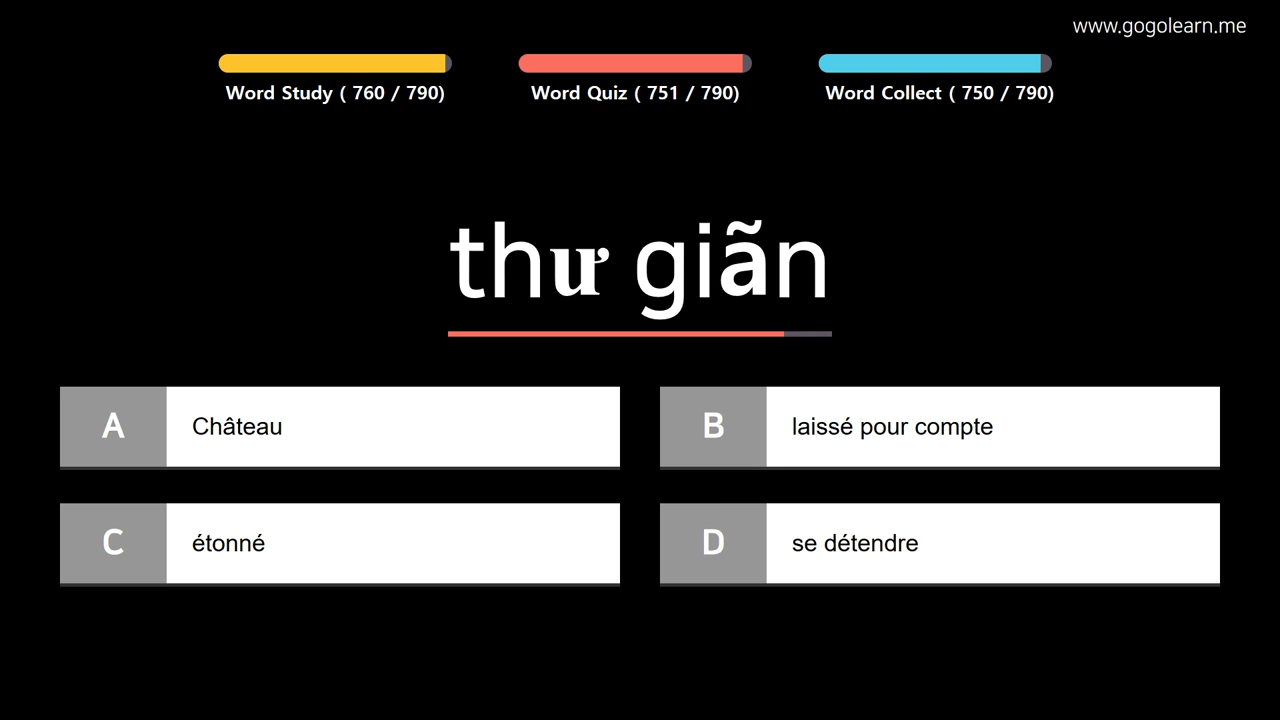 www.gogolearn.me
Word Study ( 760 / 790)
Word Quiz ( 751 / 790)
Word Collect ( 750 / 790)
thư giãn
A Château
B laissé pour compte
C étonné
D se détendre